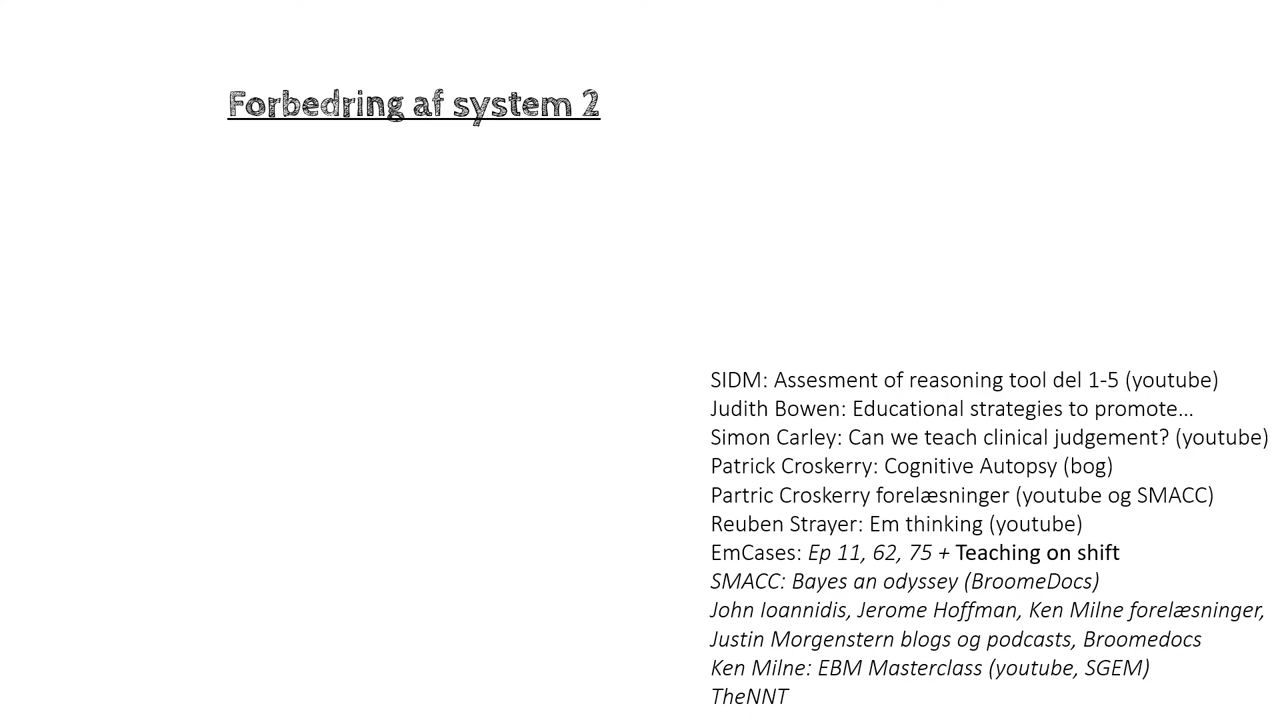 Forbedring af system 2
SIDM: Assesment of reasoning tool del 1-5 (youtube)
Judith Bowen: Educational strategies to promote...
Simon Carley: Can we teach clinical judgement? (youtube)
Patrick Croskerry: Cognitive Autopsy (bog)
Partric Croskerry forelæsninger (youtube og SMACC)
Reuben Strayer: Em thinking (youtube)
EmCases: Ep 11, 62, 75 + Teaching on shift
SMACC: Bayes an odyssey (BroomeDocs)
John Ioannidis, Jerome Hoffman, Ken Milne forelæsninger,
Justin Morgenstern blogs og podcasts, Broomedocs
Ken Milne: EBM Masterclass (youtube, SGEM)
TheNNT